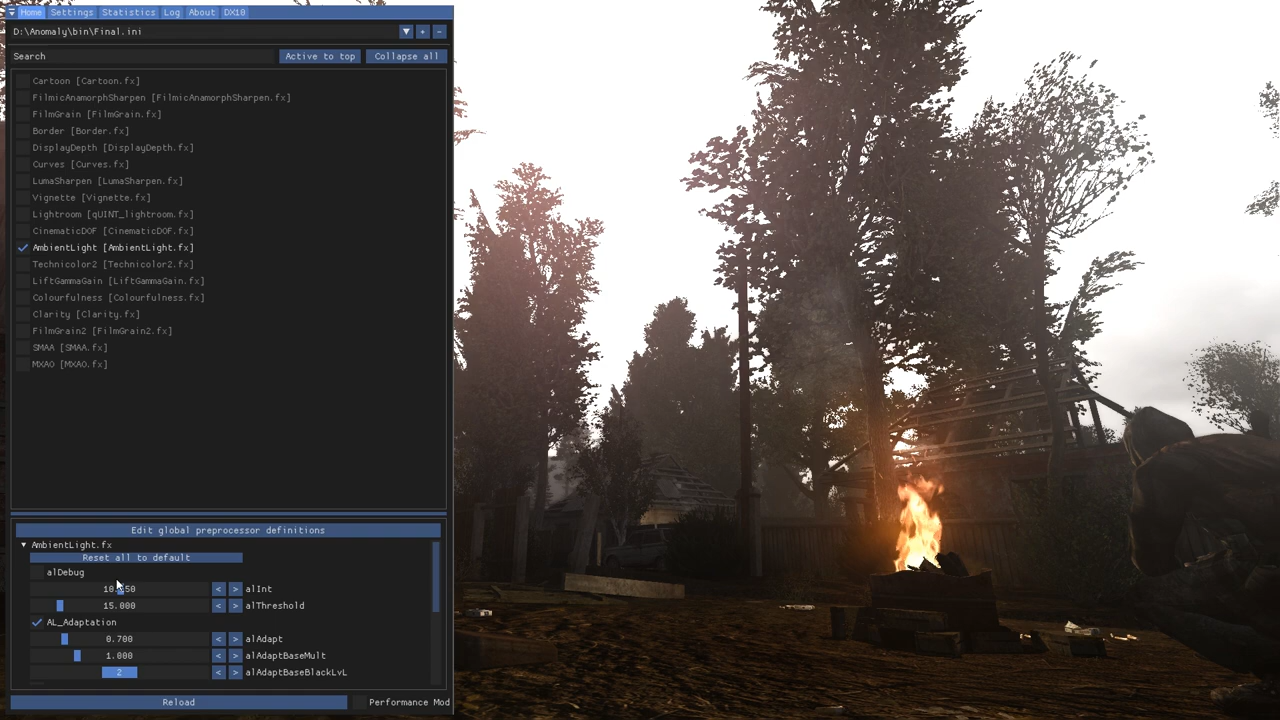 Home Settings Statistics Log About DX10
D:\Anomaly\bin\Final.ini
Search Active to top Collapse all
Cartoon [Cartoon.fx]
FilmicAnamorphSharpen [FilmicAnamorphSharpen.fx]
FilmGrain [FilmGrain.fx]
Border [Border.fx]
DisplayDepth [DisplayDepth.fx]
Curves [Curves.fx]
LumaSharpen [LumaSharpen.fx]
Vignette [Vignette.fx]
Lightroom [qUINT_lightroom.fx]
CinematicDOF [CinematicDOF.fx]
AmbientLight [AmbientLight.fx]
Technicolor2 [Technicolor2.fx]
LiftGammaGain [LiftGammaGain.fx]
Colourfulness [Colourfulness.fx]
Clarity [Clarity.fx]
FilmGrain2 [FilmGrain2.fx]
SMAA [SMAA.fx]
MXAO [MXAO.fx]
Edit global preprocessor definitions
AmbientLight.fx
Reset all to default
alDebug
< > alInt
15.000 < > alThreshold
AL_Adaptation
0.700 < > alAdapt
1.000 < > alAdaptBaseMult
2 < > alAdaptBaseBlackLvL
Reload Performance Mod